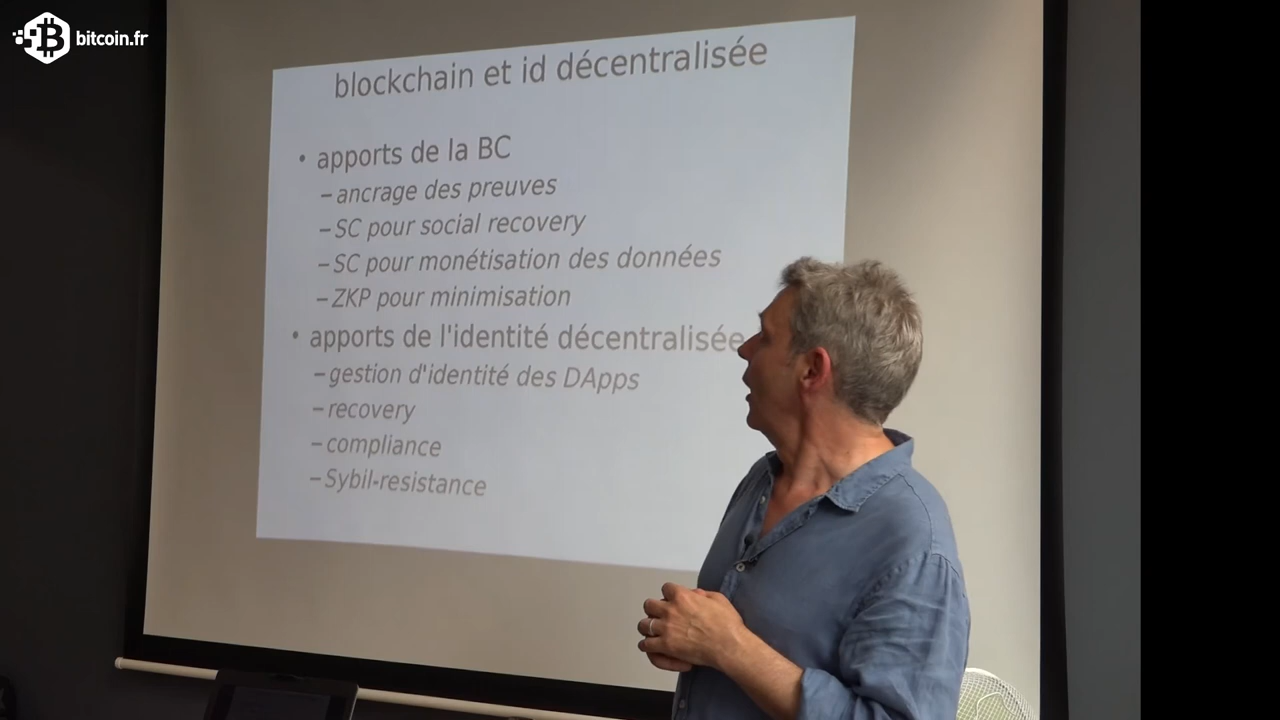 bitcoin.fr
blockchain et id décentralisée
• apports de la BC
– ancrage des preuves
– SC pour social recovery
– SC pour monétisation des données
– ZKP pour minimisation
• apports de l'identité décentralisée
– gestion d'identité des DApps
– recovery
– compliance
– Sybil-resistance